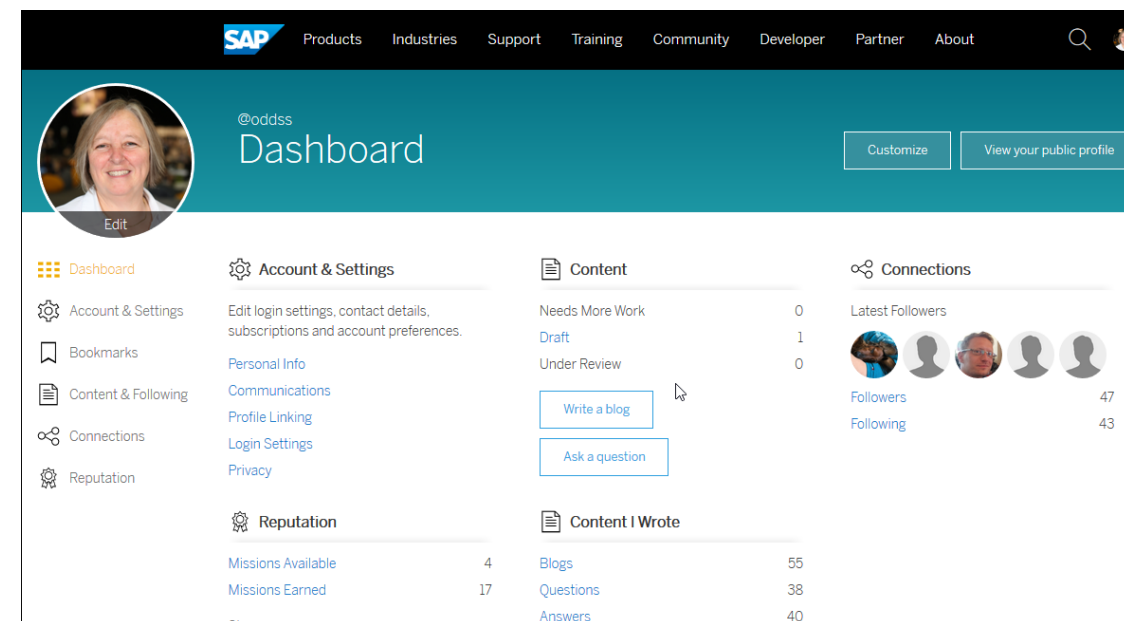 SAP Products Industries Support Training Community Developer Partner About
@oddss
Dashboard
Customize
View your public profile
Edit
Dashboard
Account & Settings
Bookmarks
Content & Following
Connections
Reputation
Account & Settings
Edit login settings, contact details,
subscriptions and account preferences.
Personal Info
Communications
Profile Linking
Login Settings
Privacy
Content
Needs More Work 0
Draft 1
Under Review 0
Write a blog
Ask a question
Connections
Latest Followers
Followers 47
Following 43
Reputation
Missions Available 4
Missions Earned 17
Content I Wrote
Blogs 55
Questions 38
Answers 40